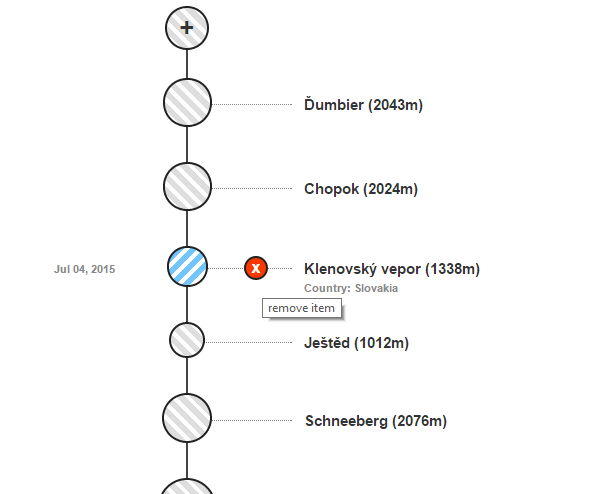 +
Ďumbier (2043m)
Chopok (2024m)
Jul 04, 2015
x
Klenovský vepor (1338m)
Country: Slovakia
remove item
Ještěd (1012m)
Schneeberg (2076m)